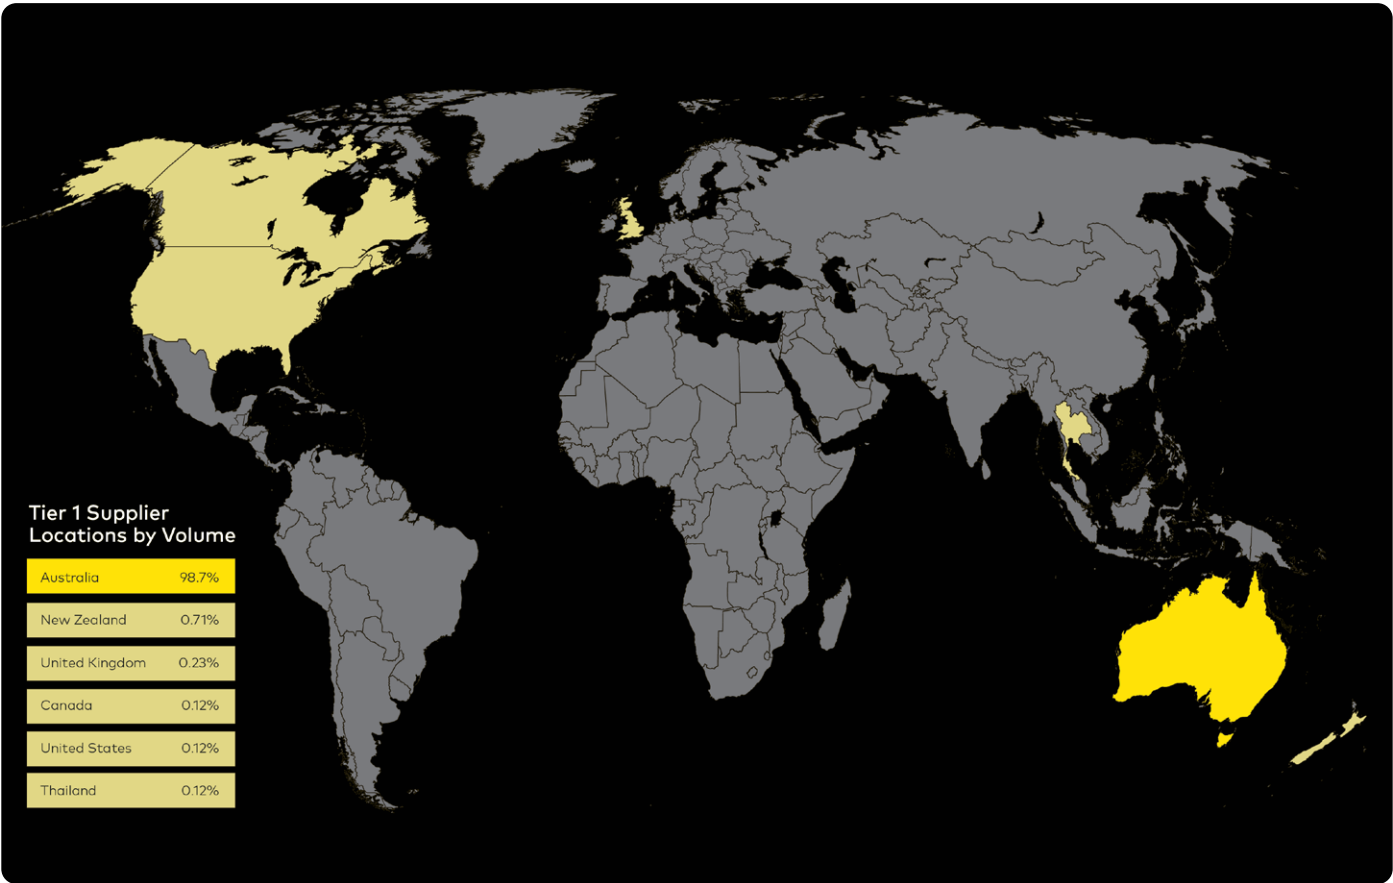 Tier 1 Supplier
Locations by Volume
Australia 98.7%
New Zealand 0.71%
United Kingdom 0.23%
Canada 0.12%
United States 0.12%
Thailand 0.12%